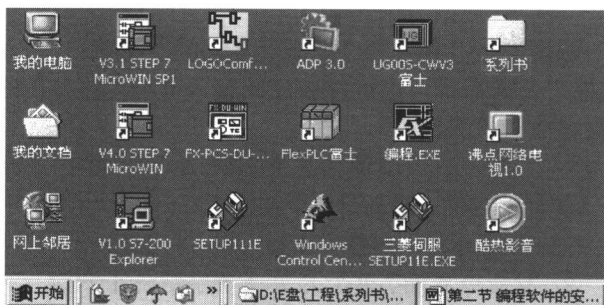 我的电脑
V3.1 STEP 7
MicroWIN SP1
LOGO!Comf...
ADP 3.0
UG00S-CWV3
富士
系列书
我的文档
V4.0 STEP 7
MicroWIN
FX-PCS-DU-...
FlexPLC富士
编程.EXE
沸点网络电
视1.0
网上邻居
V1.0 S7-200
Explorer
SETUP111E
Windows
Control Cen...
三菱伺服
SETUP11E.EXE
酷热影音
开始
D:\E盘\工程\系列书\...
第二节 编程软件的安...